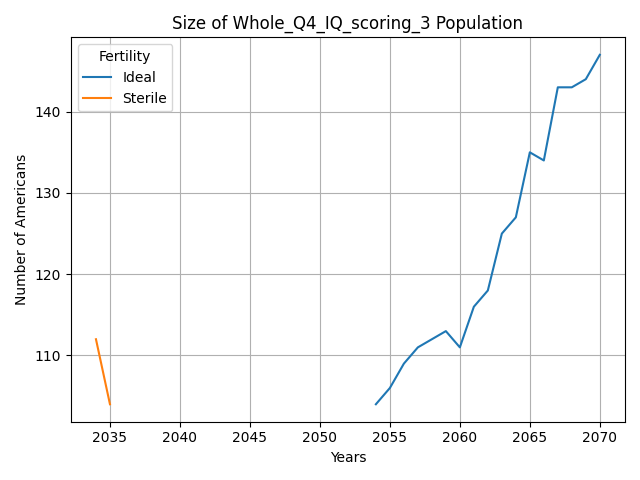 Size of Whole_Q4_IQ_scoring_3 Population
Fertility
Ideal
Sterile
Number of Americans
140
130
120
110
2035 2040 2045 2050 2055 2060 2065 2070
Years